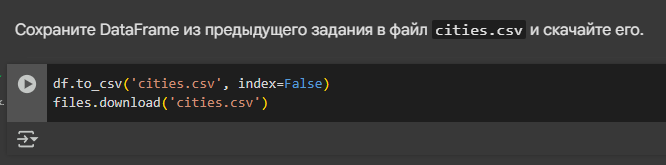 Сохраните DataFrame из предыдущего задания в файл cities.csv и скачайте его.
df.to_csv('cities.csv', index=False)
files.download('cities.csv')